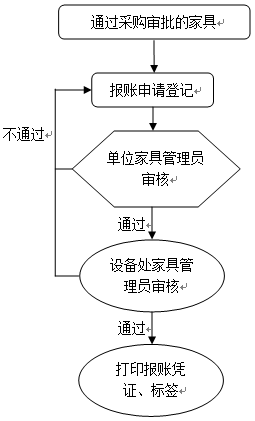 通过采购审批的家具
报账申请登记
不通过
单位家具管理员
审核
通过
设备处家具管
理员审核
通过
打印报账凭
证、标签